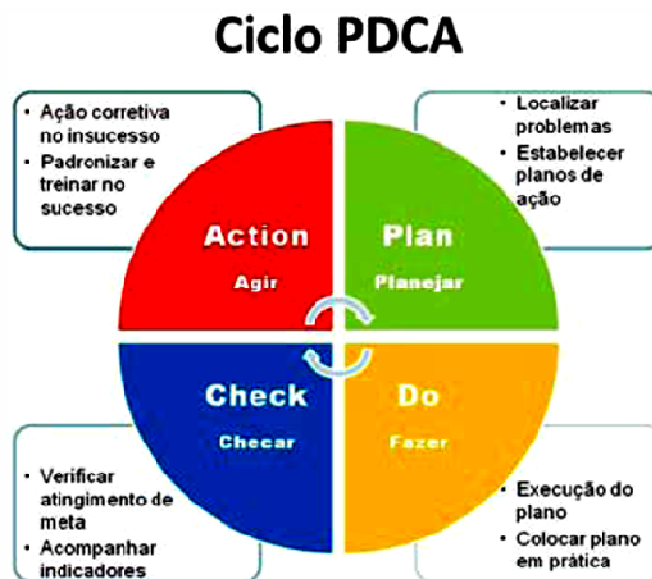 Ciclo PDCA
• Ação corretiva
no insucesso
• Padronizar e
treinar no
sucesso
• Localizar
problemas
• Estabelecer
planos de
ação
Action
Agir
Plan
Planejar
Check
Checar
Do
Fazer
• Verificar
atingimento de
meta
• Acompanhar
indicadores
• Execução do
plano
• Colocar plano
em prática